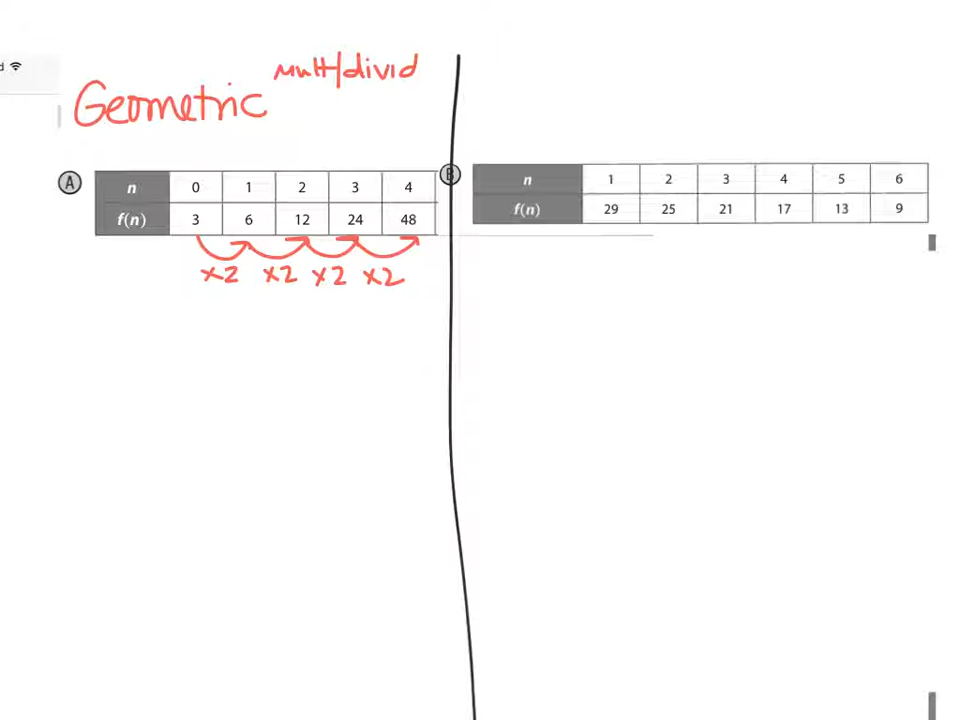 d
mult/divid
Geometric
A
n 0 1 2 3 4
f(n) 3 6 12 24 48
x2 x2 x2 x2
B
n 1 2 3 4 5 6
f(n) 29 25 21 17 13 9